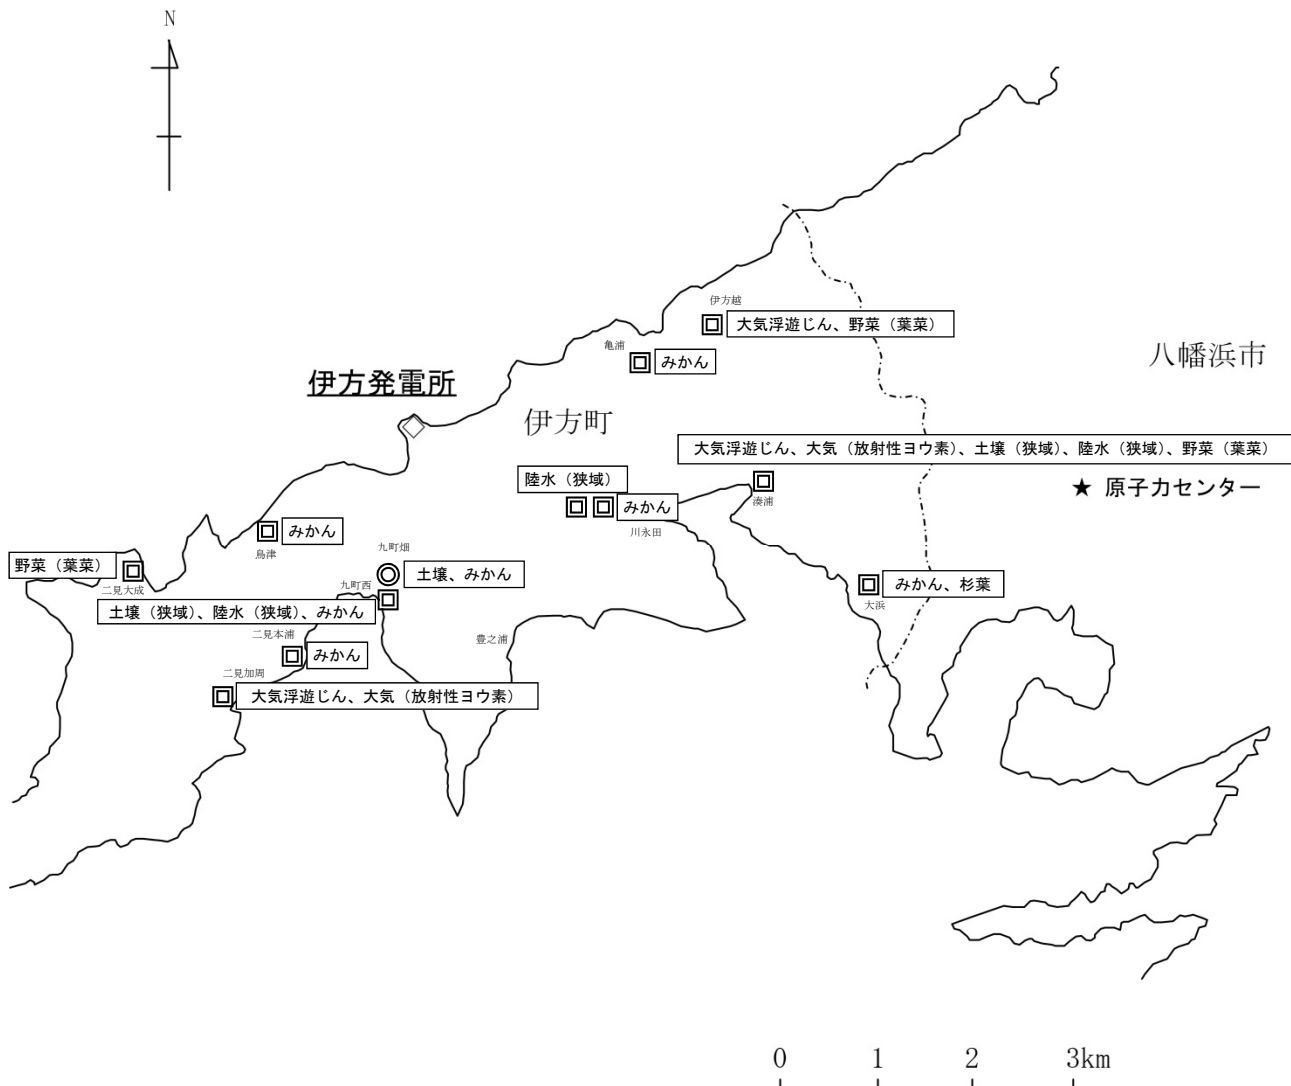 N
伊方越
大気浮遊じん、野菜（葉菜）
亀浦
みかん
八幡浜市
伊方発電所
伊方町
大気浮遊じん、大気（放射性ヨウ素）、土壌（狭域）、陸水（狭域）、野菜（葉菜）
陸水（狭域）
湊浦
★ 原子力センター
みかん
川永田
みかん
鳥津
九町畑
野菜（葉菜）
土壌、みかん
二見大成
九町西
みかん、杉葉
大浜
土壌（狭域）、陸水（狭域）、みかん
二見本浦
豊之浦
みかん
二見加周
大気浮遊じん、大気（放射性ヨウ素）
0 1 2 3km